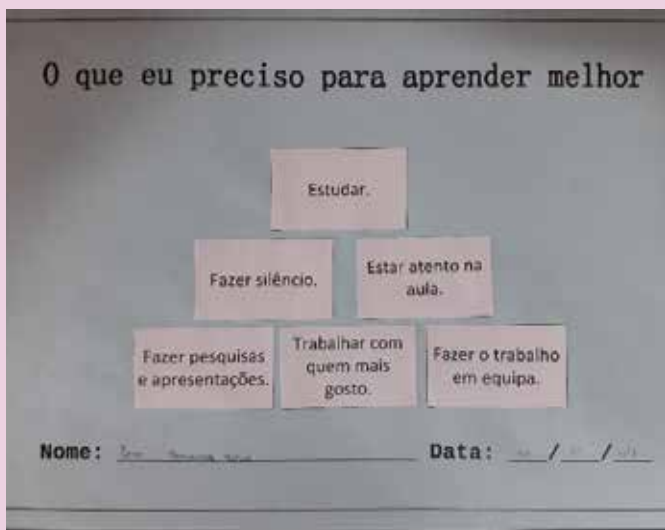 O que eu preciso para aprender melhor
Estudar.
Fazer silêncio.
Estar atento na
aula.
Fazer pesquisas
e apresentações.
Trabalhar com
quem mais
gosto.
Fazer o trabalho
em equipa.
Nome:
Data: / /